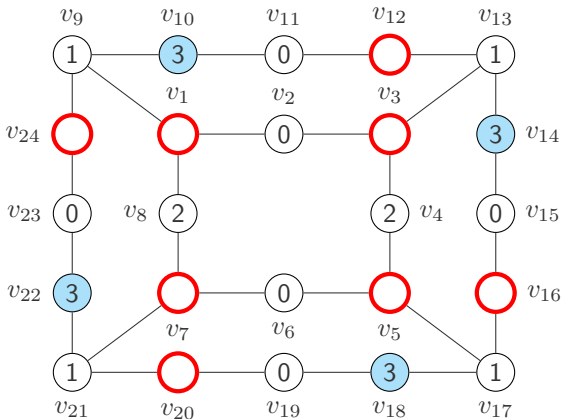 v₉ v₁₀ v₁₁ v₁₂ v₁₃
1 3 0 1
v₁ v₂ v₃
v₂₄ 0 3 v₁₄
v₂₃ 0 v₈ 2 2 v₄ 0 v₁₅
v₂₂ 3 0 v₁₆
v₇ v₆ v₅
1 0 3 1
v₂₁ v₂₀ v₁₉ v₁₈ v₁₇